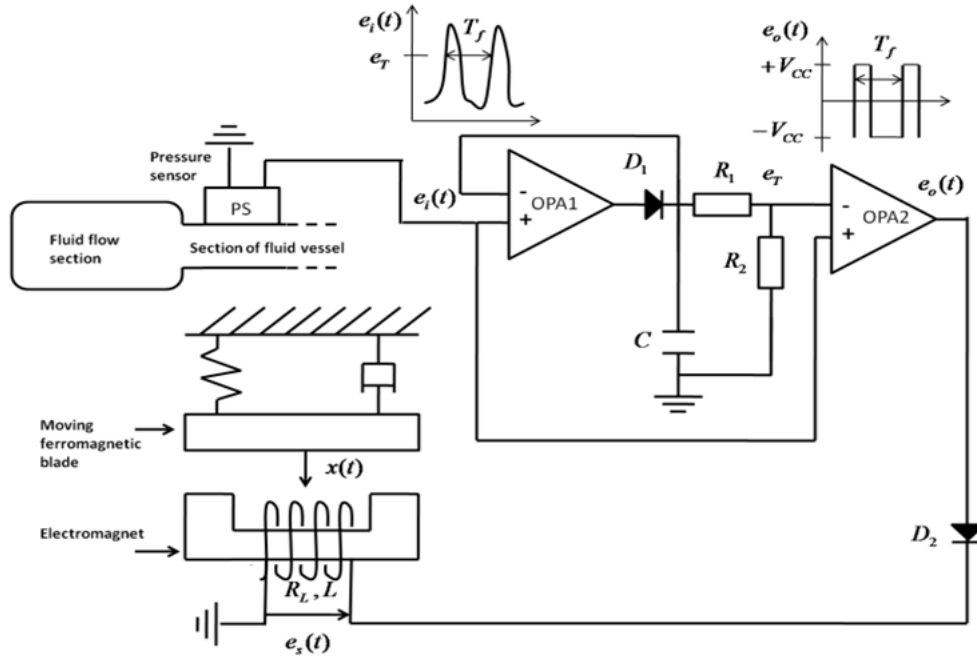 e_i(t)
T_f
e_T
e_o(t)
T_f
+V_CC
−V_CC
Pressure
sensor
PS
Fluid flow
section
Section of fluid vessel
e_i(t)
-
+
OPA1
D_1
R_1
e_T
R_2
C
-
+
OPA2
e_o(t)
Moving
ferromagnetic
blade
x(t)
Electromagnet
R_L , L
e_s(t)
D_2